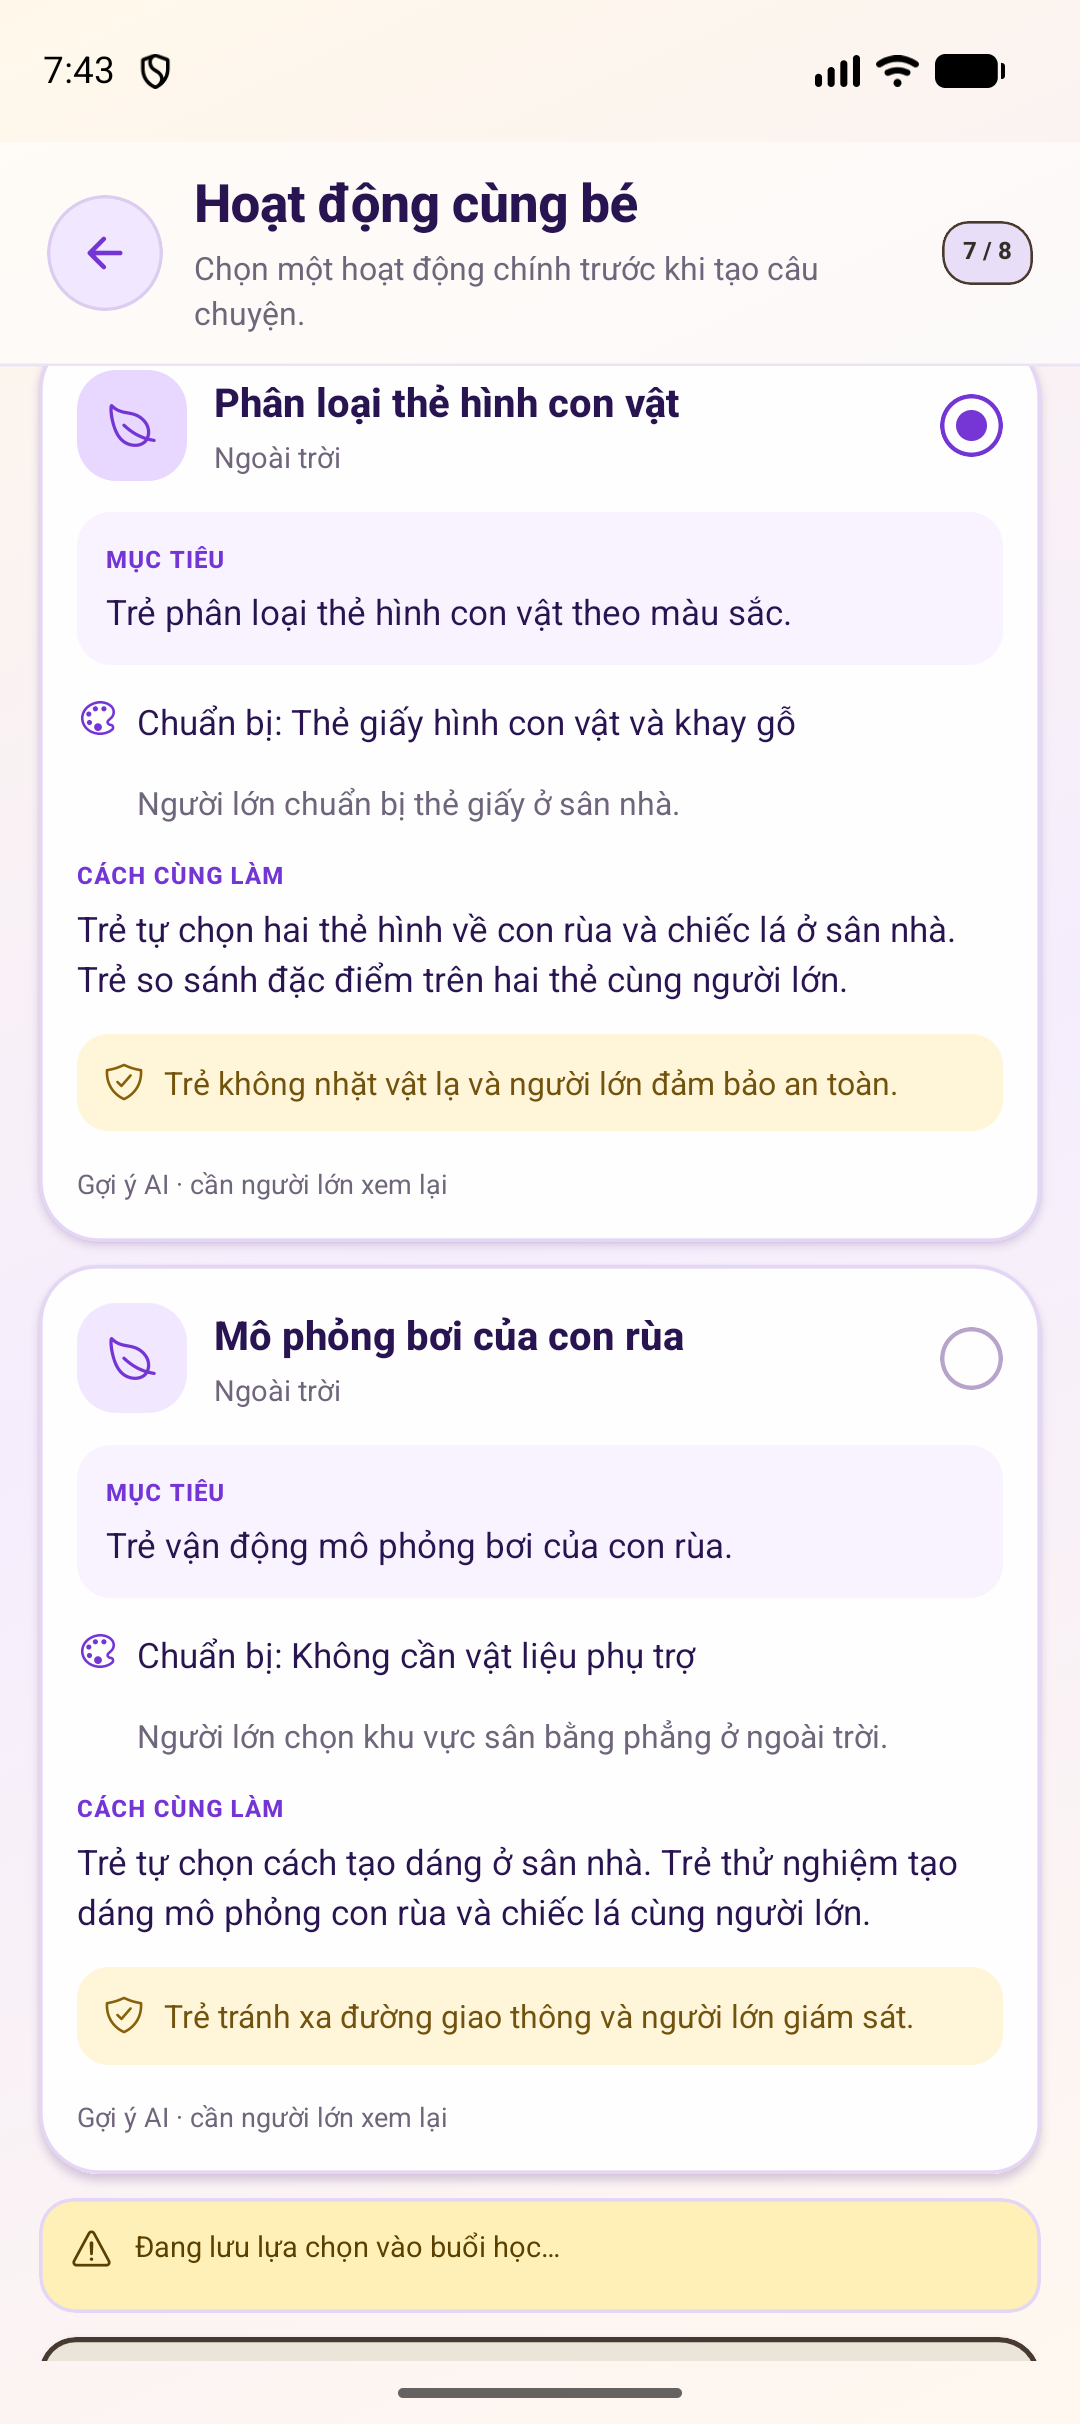 7:43
Hoạt động cùng bé
Chọn một hoạt động chính trước khi tạo câu
chuyện.
7 / 8
Phân loại thẻ hình con vật
Ngoài trời
MỤC TIÊU
Trẻ phân loại thẻ hình con vật theo màu sắc.
Chuẩn bị: Thẻ giấy hình con vật và khay gỗ
Người lớn chuẩn bị thẻ giấy ở sân nhà.
CÁCH CÙNG LÀM
Trẻ tự chọn hai thẻ hình về con rùa và chiếc lá ở sân nhà.
Trẻ so sánh đặc điểm trên hai thẻ cùng người lớn.
Trẻ không nhặt vật lạ và người lớn đảm bảo an toàn.
Gợi ý AI · cần người lớn xem lại
Mô phỏng bơi của con rùa
Ngoài trời
MỤC TIÊU
Trẻ vận động mô phỏng bơi của con rùa.
Chuẩn bị: Không cần vật liệu phụ trợ
Người lớn chọn khu vực sân bằng phẳng ở ngoài trời.
CÁCH CÙNG LÀM
Trẻ tự chọn cách tạo dáng ở sân nhà. Trẻ thử nghiệm tạo
dáng mô phỏng con rùa và chiếc lá cùng người lớn.
Trẻ tránh xa đường giao thông và người lớn giám sát.
Gợi ý AI · cần người lớn xem lại
Đang lưu lựa chọn vào buổi học...